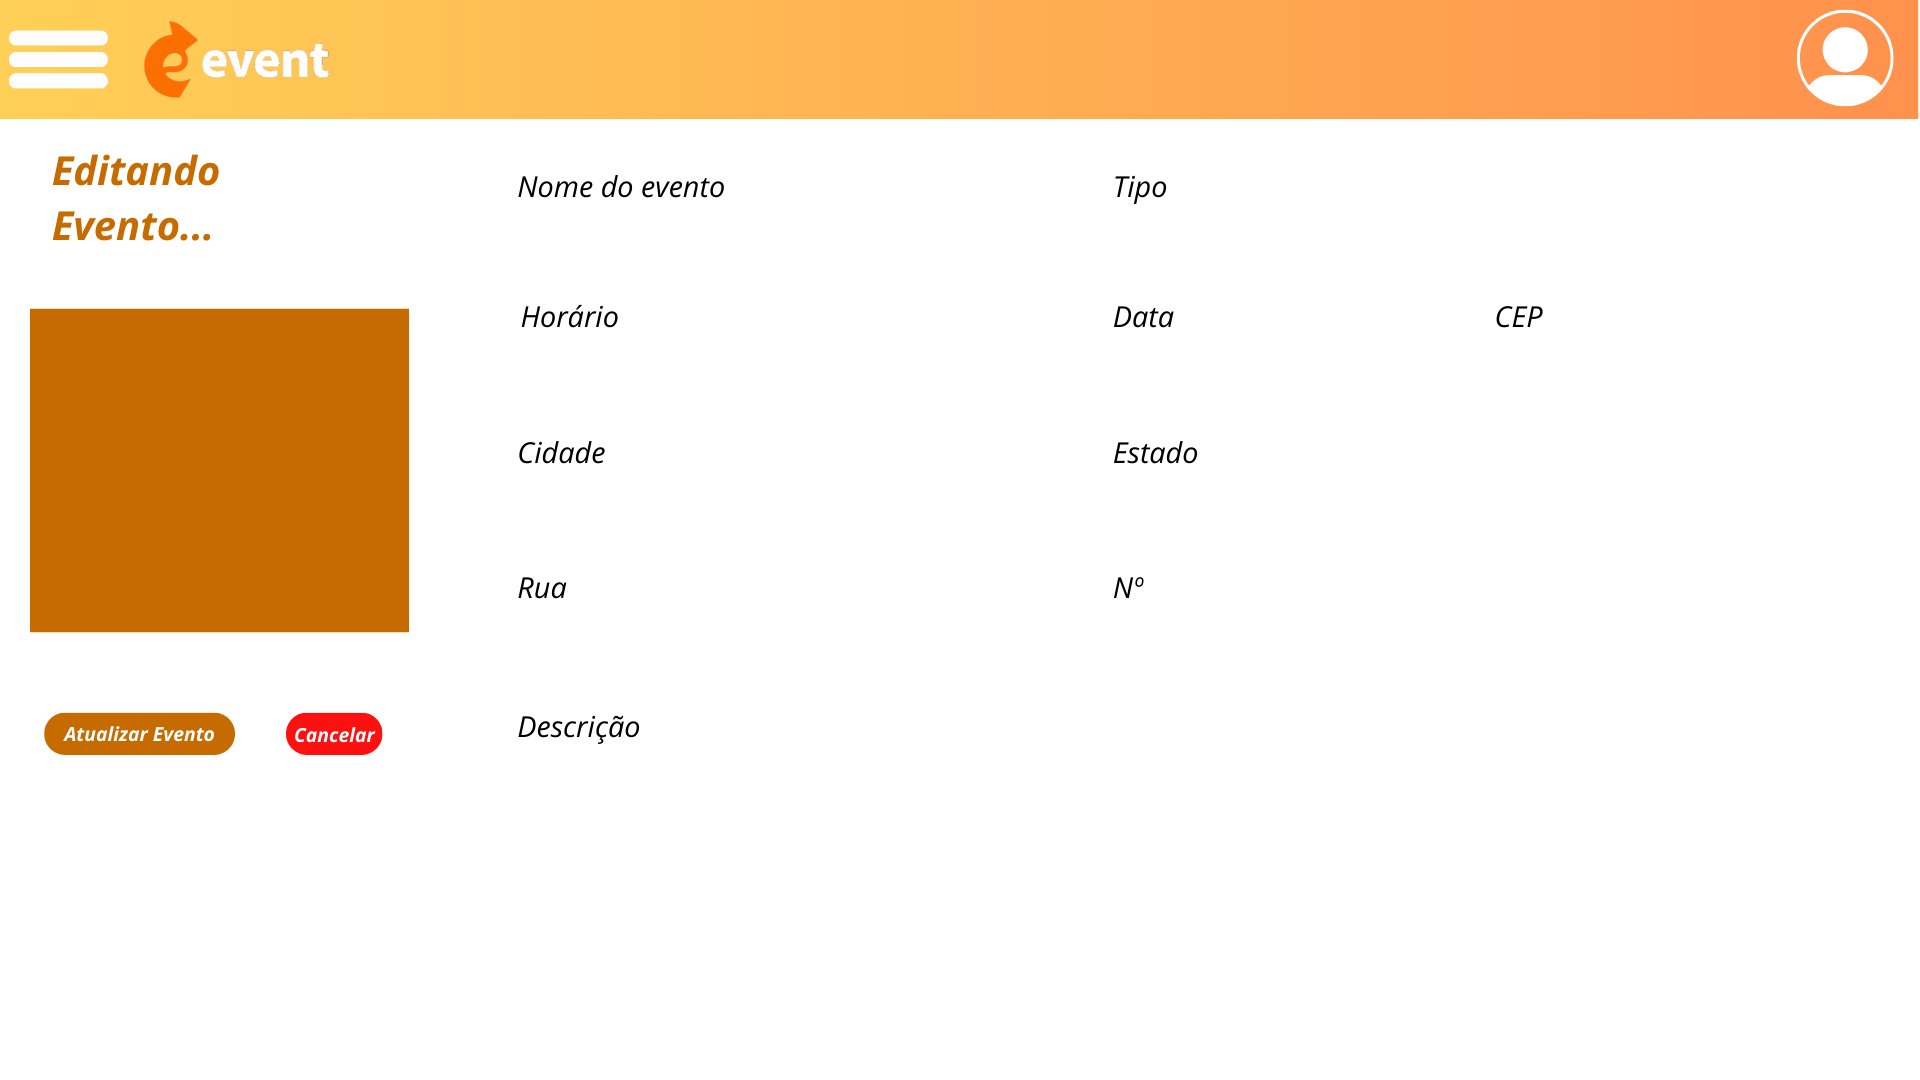 event
Editando
Evento...
Nome do evento
Tipo
Horário
Data
CEP
Cidade
Estado
Rua
Nº
Atualizar Evento
Cancelar
Descrição